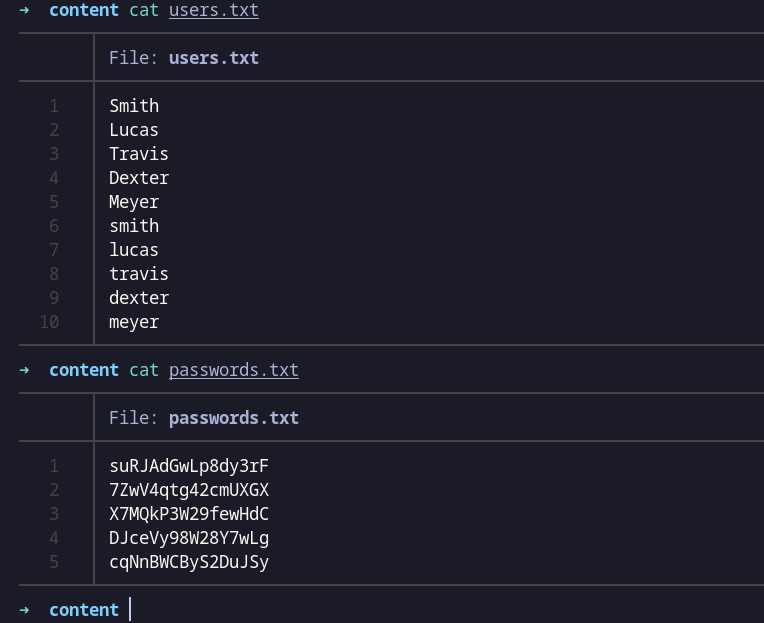 → content cat users.txt
File: users.txt
1 Smith
2 Lucas
3 Travis
4 Dexter
5 Meyer
6 smith
7 lucas
8 travis
9 dexter
10 meyer
→ content cat passwords.txt
File: passwords.txt
1 suRJAdGwLp8dy3rF
2 7ZwV4qtg42cmUXGX
3 X7MQkP3W29fewHdC
4 DJceVy98W28Y7wLg
5 cqNnBWCByS2DuJSy
→ content